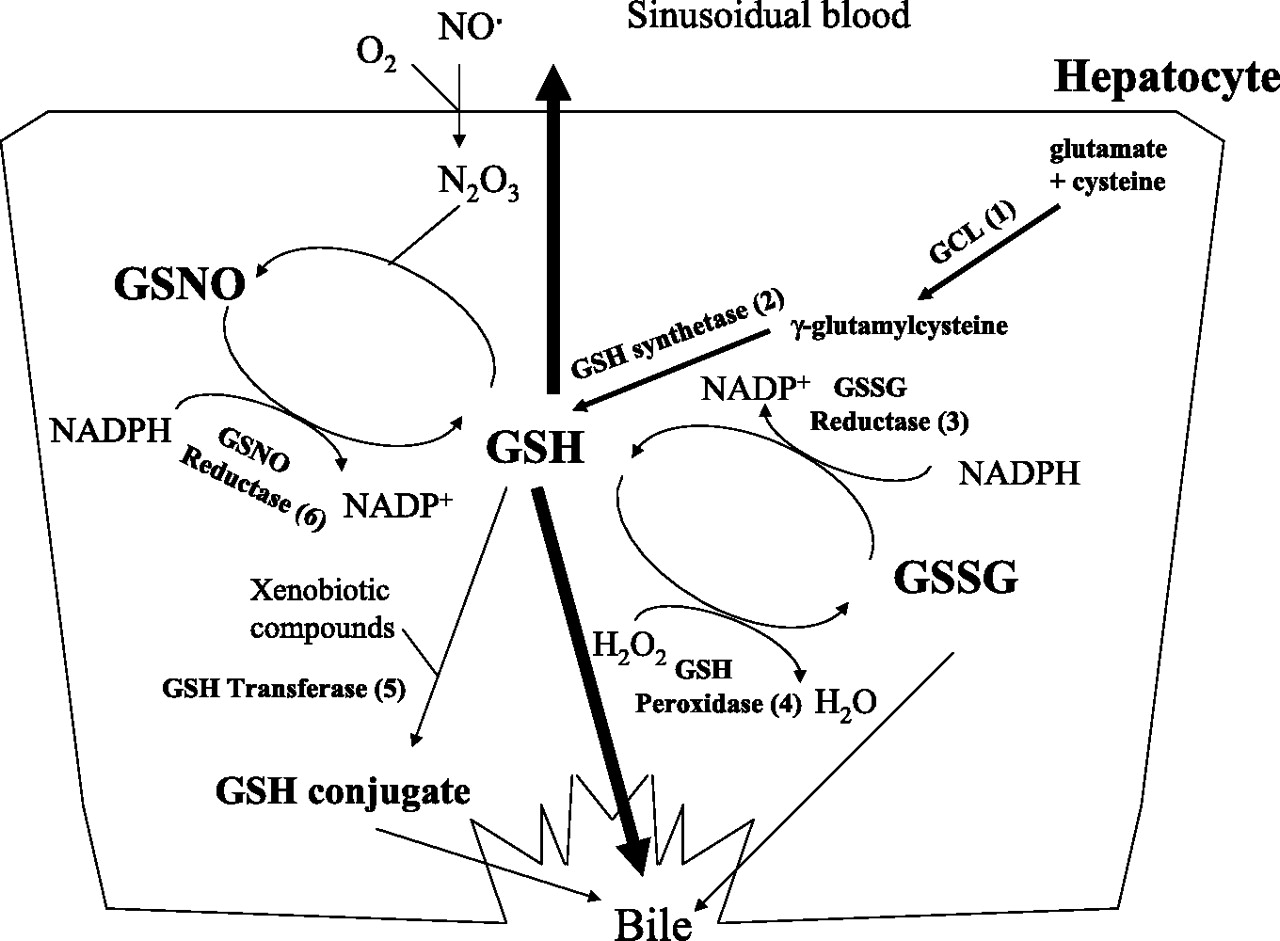 Sinusoidual blood
NO·
O₂
Hepatocyte
glutamate
+ cysteine
N₂O₃
GCL (1)
GSNO
GSH synthetase (2)
γ-glutamylcysteine
NADP⁺
GSSG
Reductase (3)
NADPH
GSNO
Reductase (6)
NADP⁺
GSH
NADPH
GSSG
Xenobiotic
compounds
H₂O₂
GSH
Peroxidase (4)
H₂O
GSH Transferase (5)
GSH conjugate
Bile